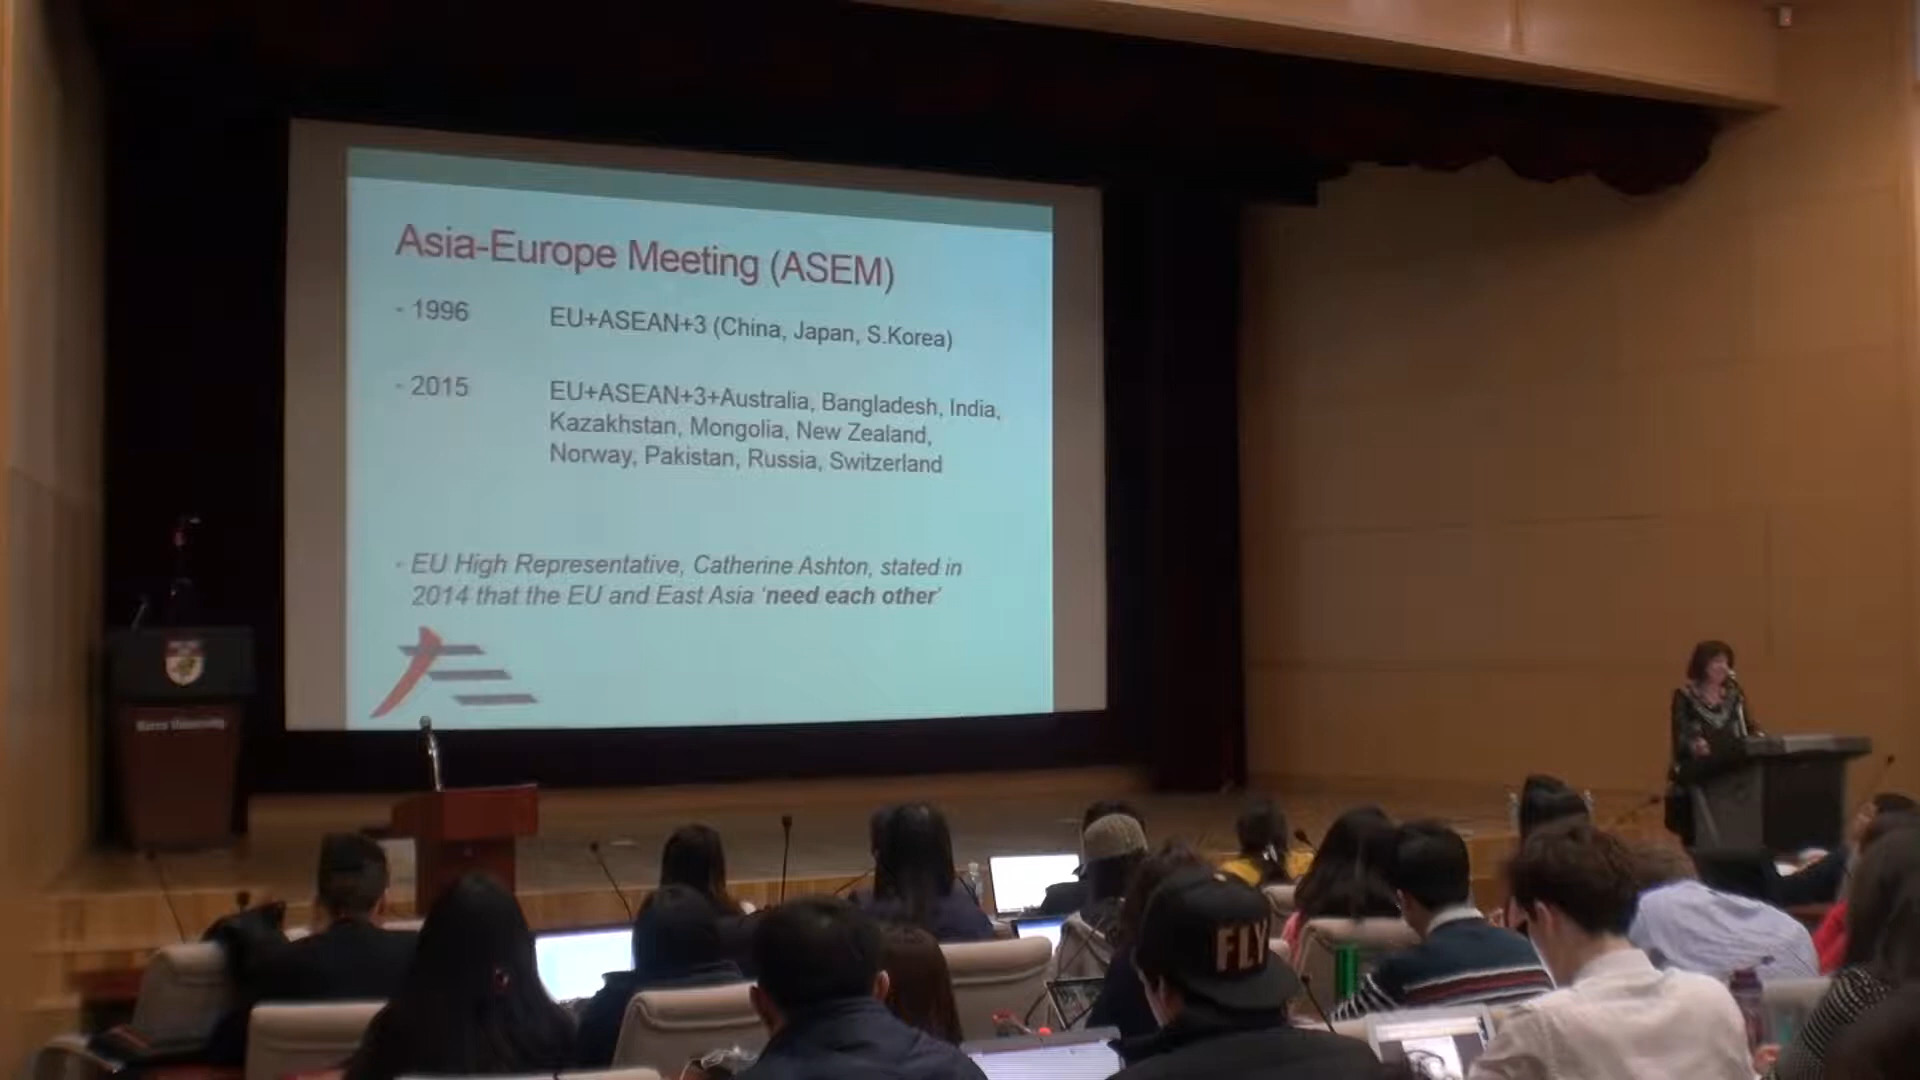 Asia-Europe Meeting (ASEM)
- 1996 EU+ASEAN+3 (China, Japan, S.Korea)
- 2015 EU+ASEAN+3+Australia, Bangladesh, India,
Kazakhstan, Mongolia, New Zealand,
Norway, Pakistan, Russia, Switzerland
- EU High Representative, Catherine Ashton, stated in
2014 that the EU and East Asia ‘need each other’
Korea University
FLY